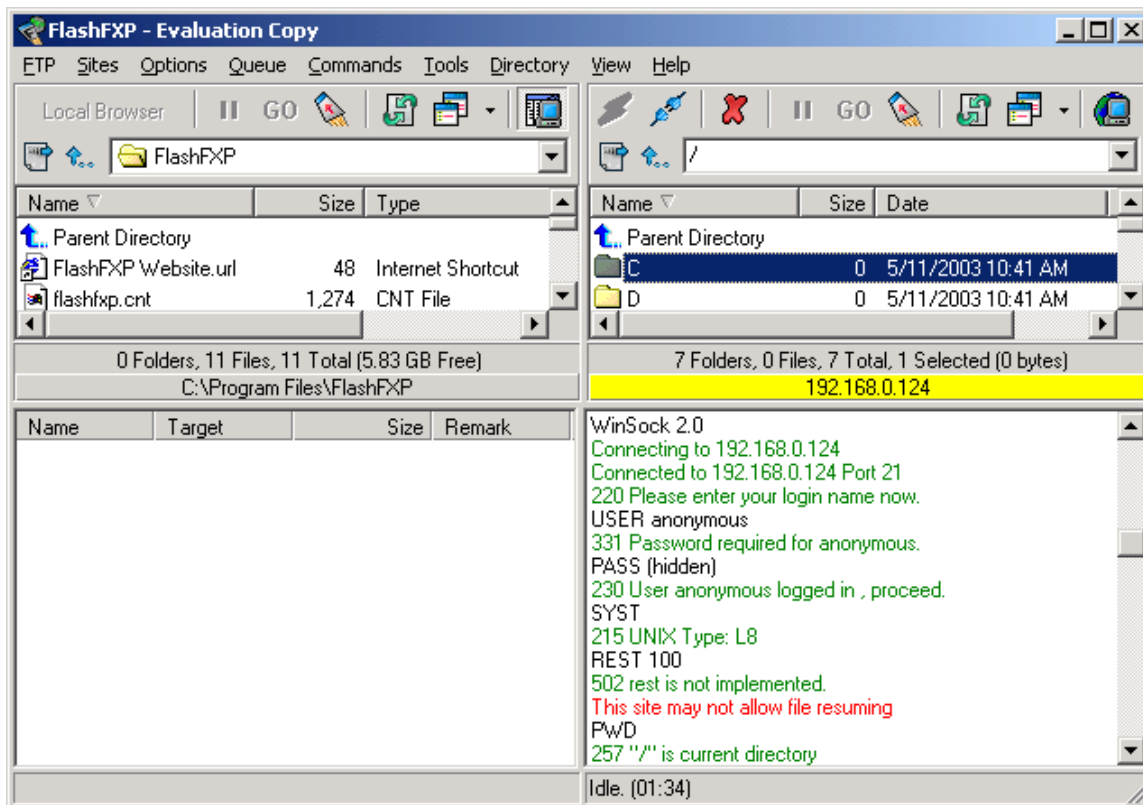 FlashFXP - Evaluation Copy
FTP Sites Options Queue Commands Tools Directory View Help
Local Browser GO GO
FlashFXP
/
Name Size Type
Parent Directory
FlashFXP Website.url 48 Internet Shortcut
flashfxp.cnt 1,274 CNT File
0 Folders, 11 Files, 11 Total (5.83 GB Free)
C:\Program Files\FlashFXP
Name Size Date
Parent Directory
C 0 5/11/2003 10:41 AM
D 0 5/11/2003 10:41 AM
7 Folders, 0 Files, 7 Total, 1 Selected (0 bytes)
192.168.0.124
Name Target Size Remark
WinSock 2.0
Connecting to 192.168.0.124
Connected to 192.168.0.124 Port 21
220 Please enter your login name now.
USER anonymous
331 Password required for anonymous.
PASS (hidden)
230 User anonymous logged in , proceed.
SYST
215 UNIX Type: L8
REST 100
502 rest is not implemented.
This site may not allow file resuming
PWD
257 "/" is current directory
Idle. (01:34)